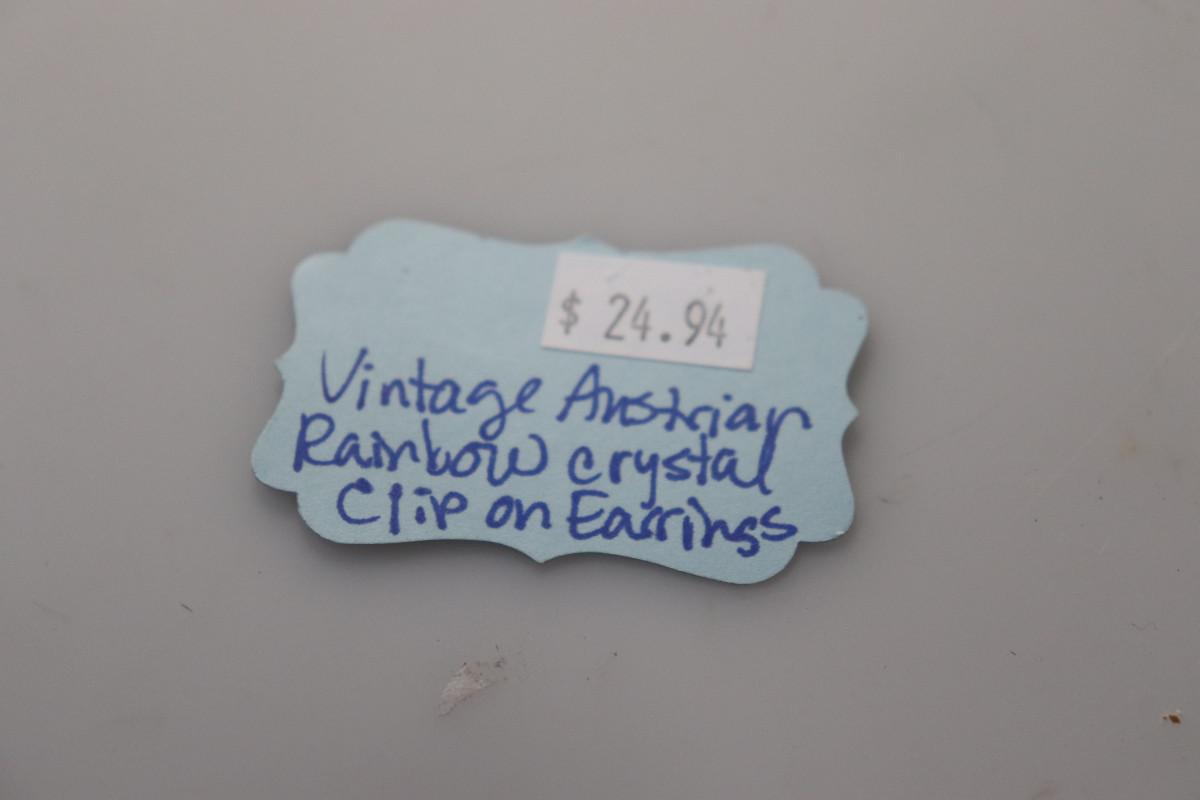 $ 24.94
Vintage Austrian
Rainbow crystal
Clip on Earrings